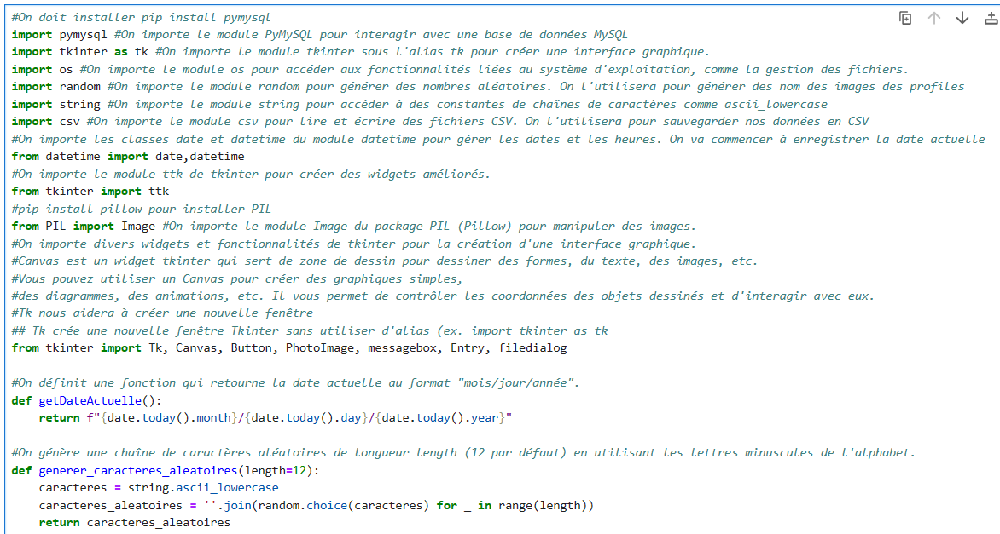 #On doit installer pip install pymysql
import pymysql #On importe le module PyMySQL pour interagir avec une base de données MySQL
import tkinter as tk #On importe le module tkinter sous l'alias tk pour créer une interface graphique.
import os #On importe le module os pour accéder aux fonctionnalités liées au système d'exploitation, comme la gestion des fichiers.
import random #On importe le module random pour générer des nombres aléatoires. On l'utilisera pour générer des nom des images des profiles
import string #On importe le module string pour accéder à des constantes de chaînes de caractères comme ascii_lowercase
import csv #On importe le module csv pour lire et écrire des fichiers CSV. On l'utilisera pour sauvegarder nos données en CSV
#On importe les classes date et datetime du module datetime pour gérer les dates et les heures. On va commencer à enregistrer la date actuelle
from datetime import date,datetime
#On importe le module ttk de tkinter pour créer des widgets améliorés.
from tkinter import ttk
#pip install pillow pour installer PIL
from PIL import Image #On importe le module Image du package PIL (Pillow) pour manipuler des images.
#On importe divers widgets et fonctionnalités de tkinter pour la création d'une interface graphique.
#Canvas est un widget tkinter qui sert de zone de dessin pour dessiner des formes, du texte, des images, etc.
#Vous pouvez utiliser un Canvas pour créer des graphiques simples,
#des diagrammes, des animations, etc. Il vous permet de contrôler les coordonnées des objets dessinés et d'interagir avec eux.
#Tk nous aidera à créer une nouvelle fenêtre
## Tk crée une nouvelle fenêtre Tkinter sans utiliser d'alias (ex. import tkinter as tk
from tkinter import Tk, Canvas, Button, PhotoImage, messagebox, Entry, filedialog
#On définit une fonction qui retourne la date actuelle au format "mois/jour/année".
def getDateActuelle():
    return f"{date.today().month}/{date.today().day}/{date.today().year}"
#On génère une chaîne de caractères aléatoires de longueur length (12 par défaut) en utilisant les lettres minuscules de l'alphabet.
def generer_caracteres_aleatoires(length=12):
    caracteres = string.ascii_lowercase
    caracteres_aleatoires = ''.join(random.choice(caracteres) for _ in range(length))
    return caracteres_aleatoires